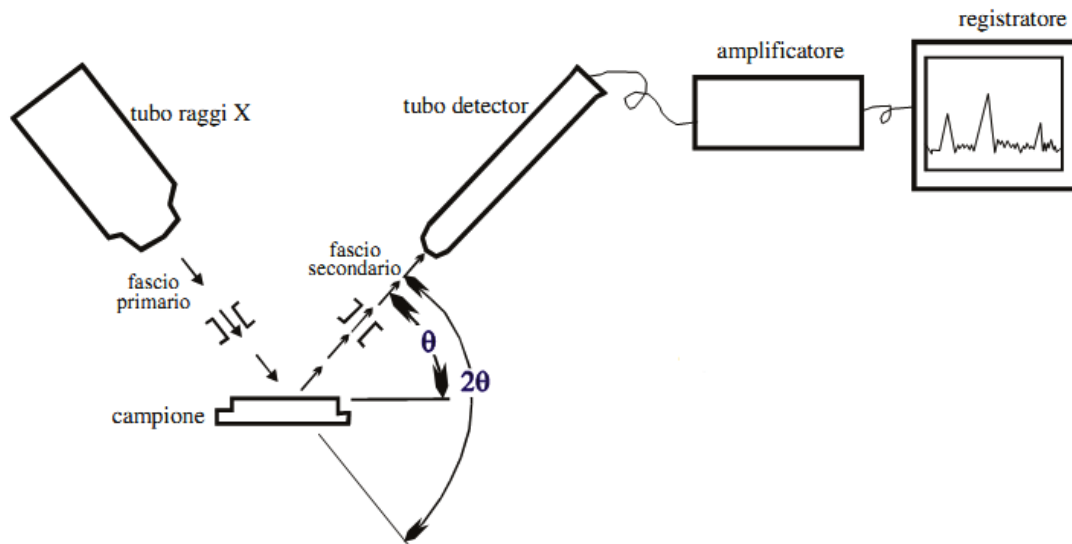 registratore
amplificatore
tubo raggi X
tubo detector
fascio
secondario
fascio
primario
θ
2θ
campione